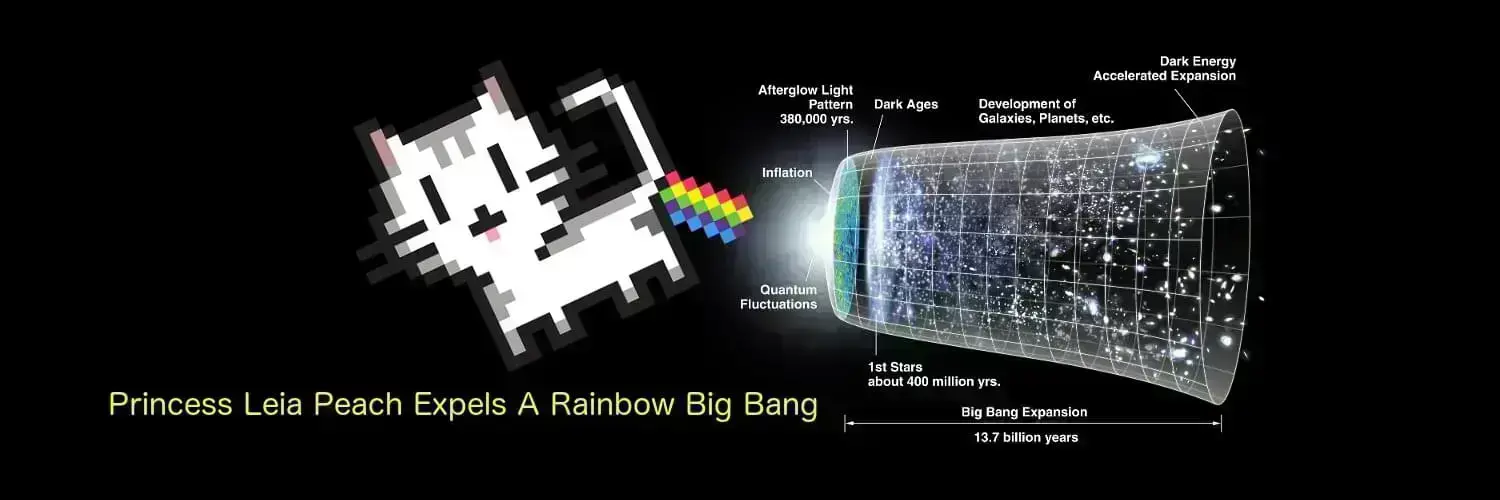 Dark Energy
Accelerated Expansion
Afterglow Light
Pattern
380,000 yrs.
Dark Ages
Development of
Galaxies, Planets, etc.
Inflation
Quantum
Fluctuations
1st Stars
about 400 million yrs.
Princess Leia Peach Expels A Rainbow Big Bang
Big Bang Expansion
13.7 billion years